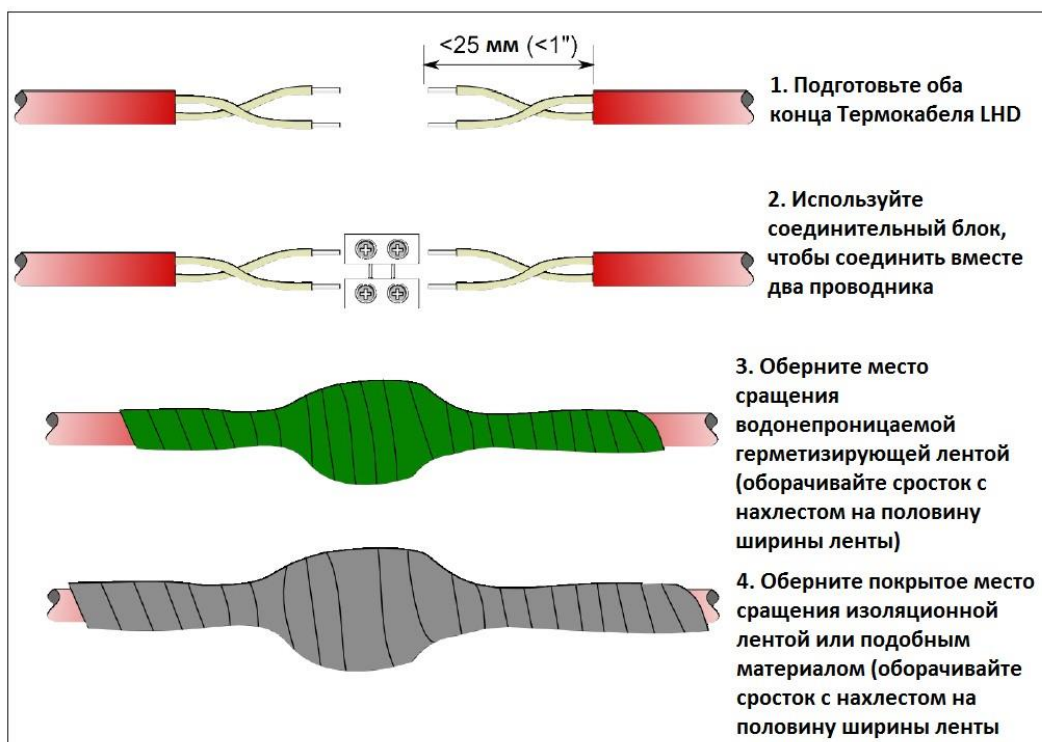 <25 мм (<1")
1. Подготовьте оба
конца Термокабеля LHD
2. Используйте
соединительный блок,
чтобы соединить вместе
два проводника
3. Оберните место
сращения
водонепроницаемой
герметизирующей лентой
(оборачивайте сросток с
нахлестом на половину
ширины ленты)
4. Оберните покрытое место
сращения изоляционной
лентой или подобным
материалом (оборачивайте
сросток с нахлестом на
половину ширины ленты